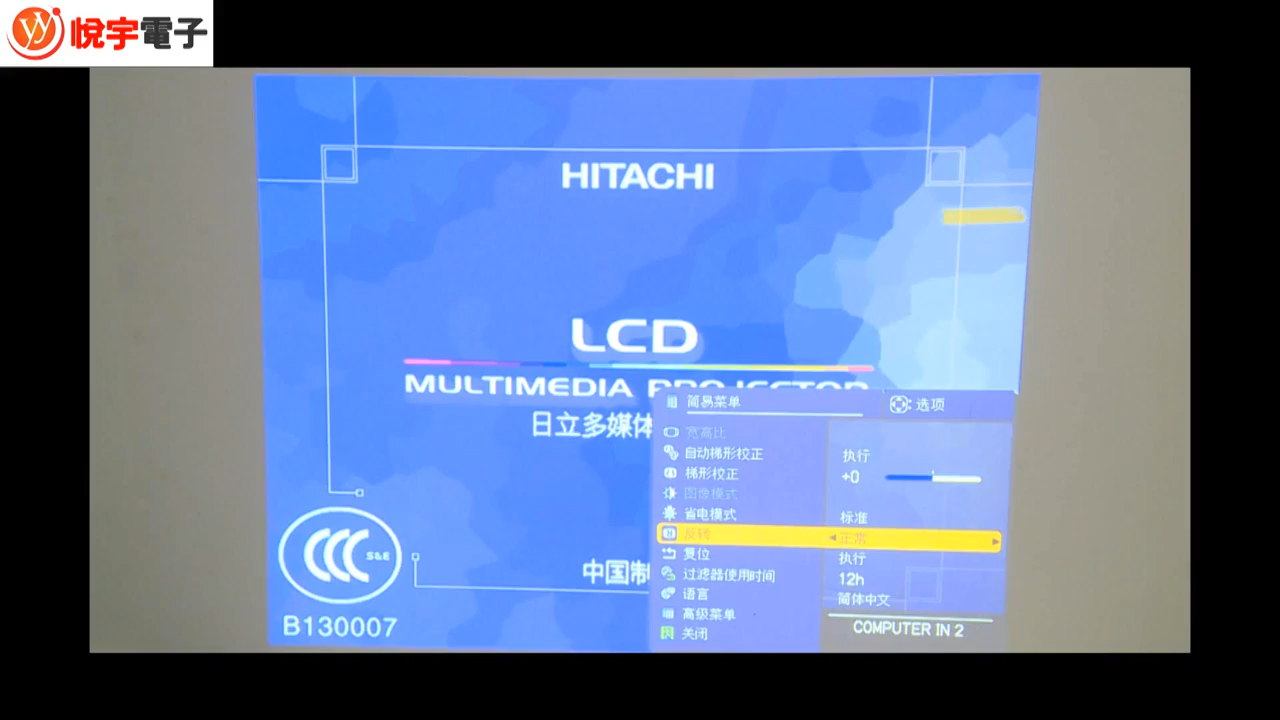 悦宇電子
HITACHI
LCD
MULTIMEDIA PROJECTOR
日立多媒体
简易菜单
选项
宽高比
自动梯形校正 执行
梯形校正 +0
图像模式
省电模式 标准
反转 正常
复位 执行
过滤器使用时间 12h
语言 简体中文
高级菜单
关闭
COMPUTER IN 2
中国制
S&E
B130007